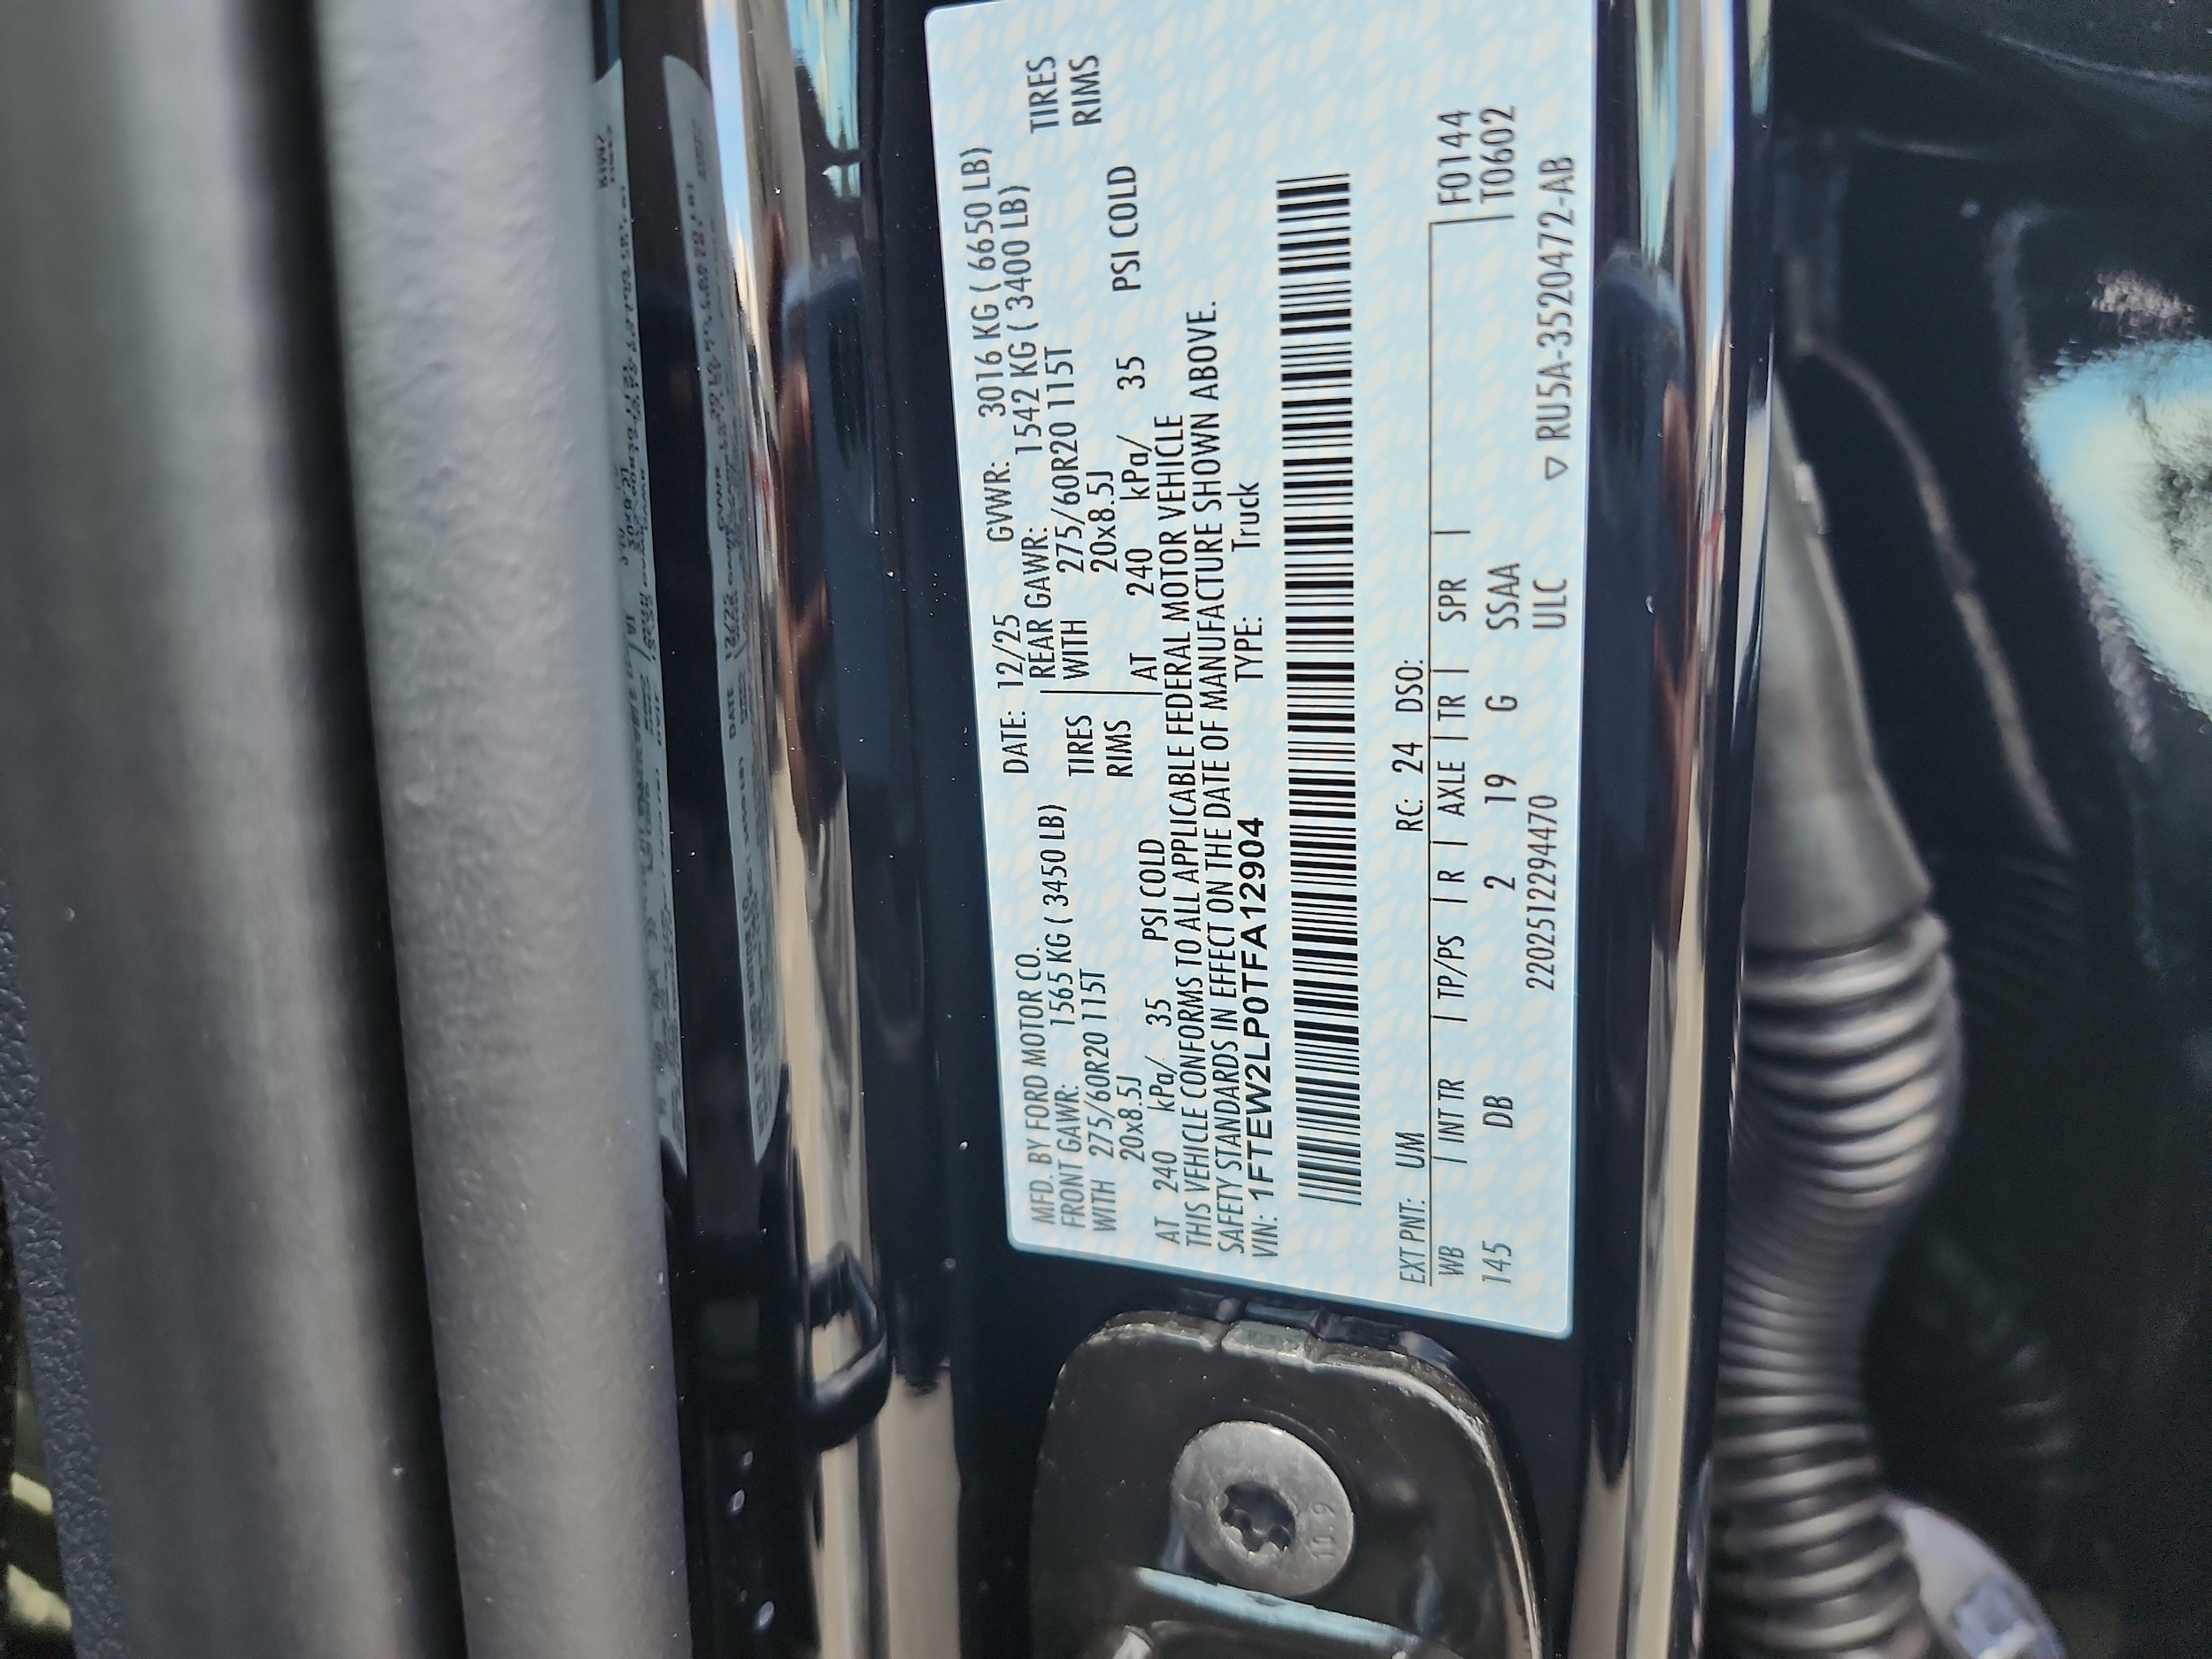 MFD. BY FORD MOTOR CO. DATE: 12/25 GVWR: 3016 KG ( 6650 LB)
FRONT GAWR: 1565 KG ( 3450 LB) REAR GAWR: 1542 KG ( 3400 LB)
WITH 275/60R20 115T TIRES WITH 275/60R20 115T TIRES
20x8.5J RIMS 20x8.5J RIMS
AT 240 kPa/ 35 PSI COLD AT 240 kPa/ 35 PSI COLD
THIS VEHICLE CONFORMS TO ALL APPLICABLE FEDERAL MOTOR VEHICLE
SAFETY STANDARDS IN EFFECT ON THE DATE OF MANUFACTURE SHOWN ABOVE.
VIN: 1FTEW2LP0TFA12904 TYPE: Truck
EXT PNT: UM RC: 24 DSO:
WB | INT TR | TP/PS | R | AXLE | TR | SPR | F0144
145 DB 2 19 G SSAA T0602
2202512294470 ULC ▽ RU5A-3520472-AB
10.9